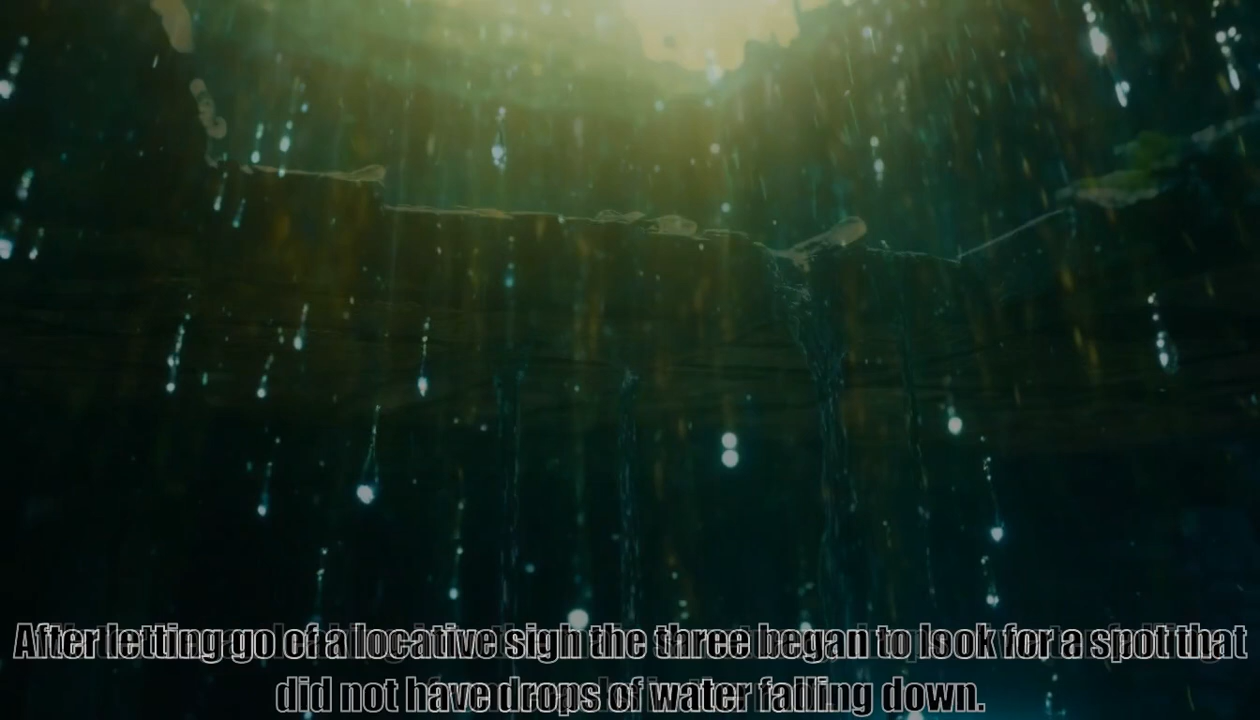 After letting go of a locative sigh the three began to look for a spot that
did not have drops of water falling down.